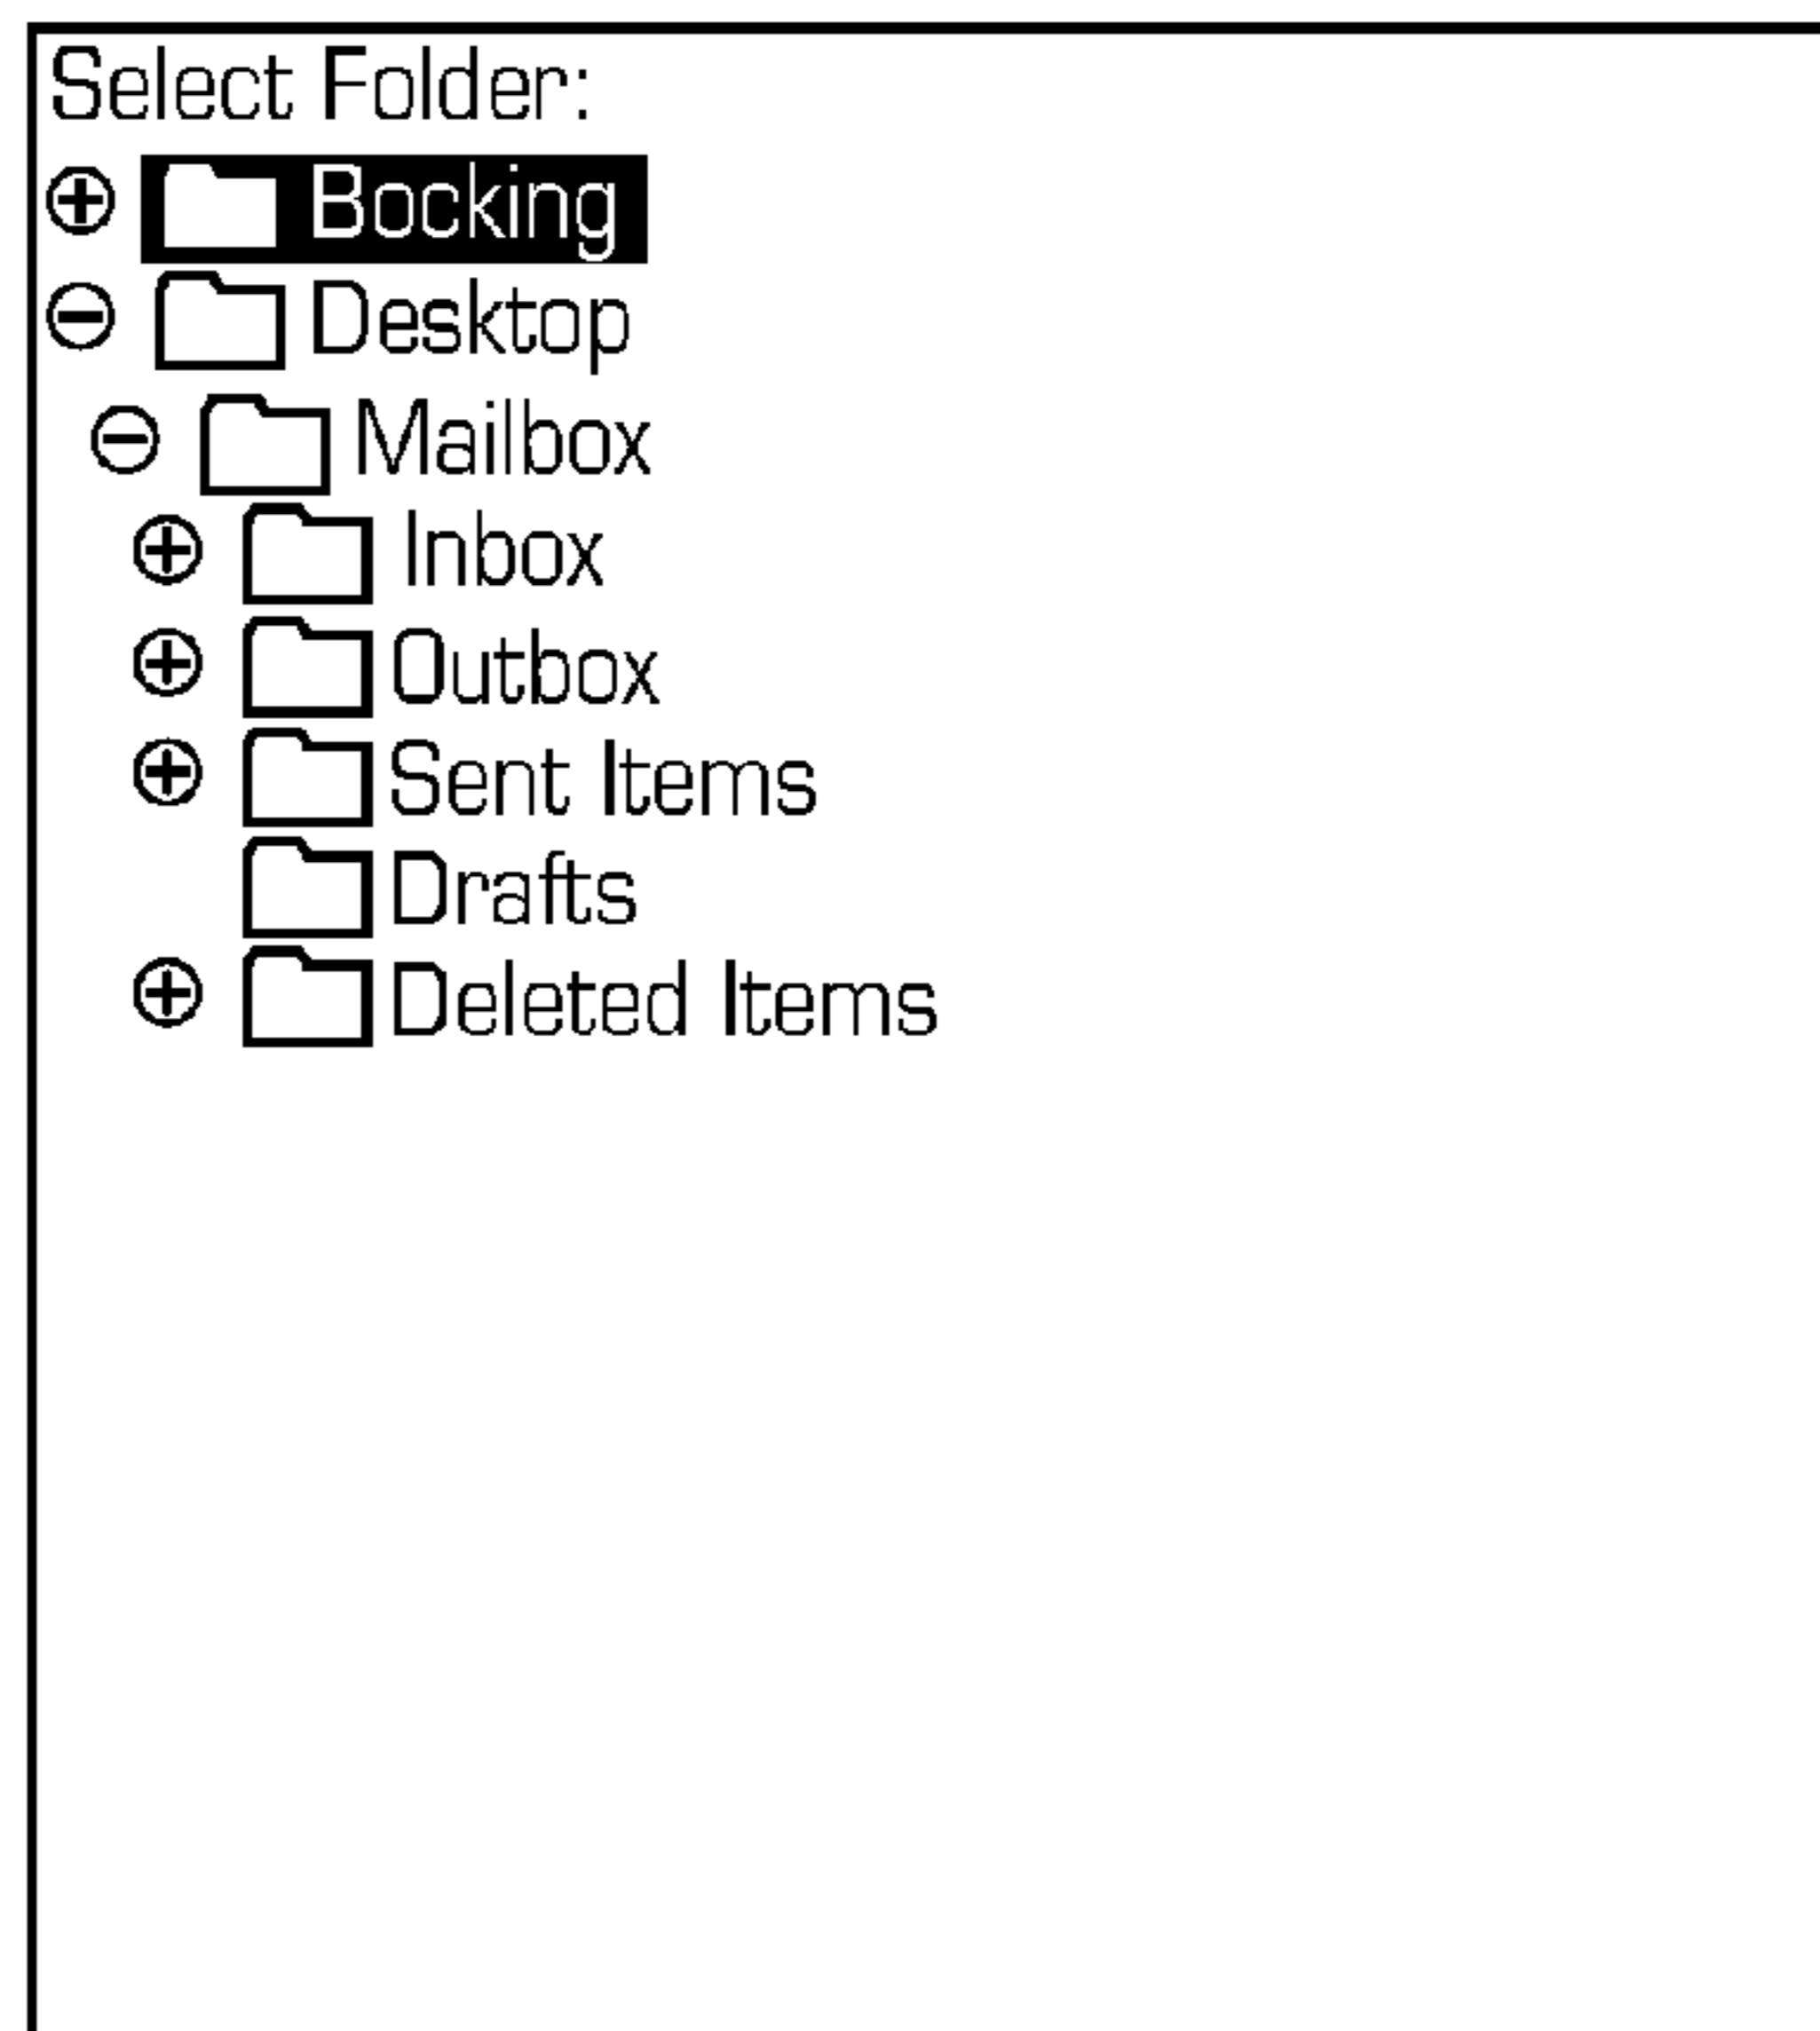 Select Folder:
Bocking
Desktop
Mailbox
Inbox
Outbox
Sent Items
Drafts
Deleted Items